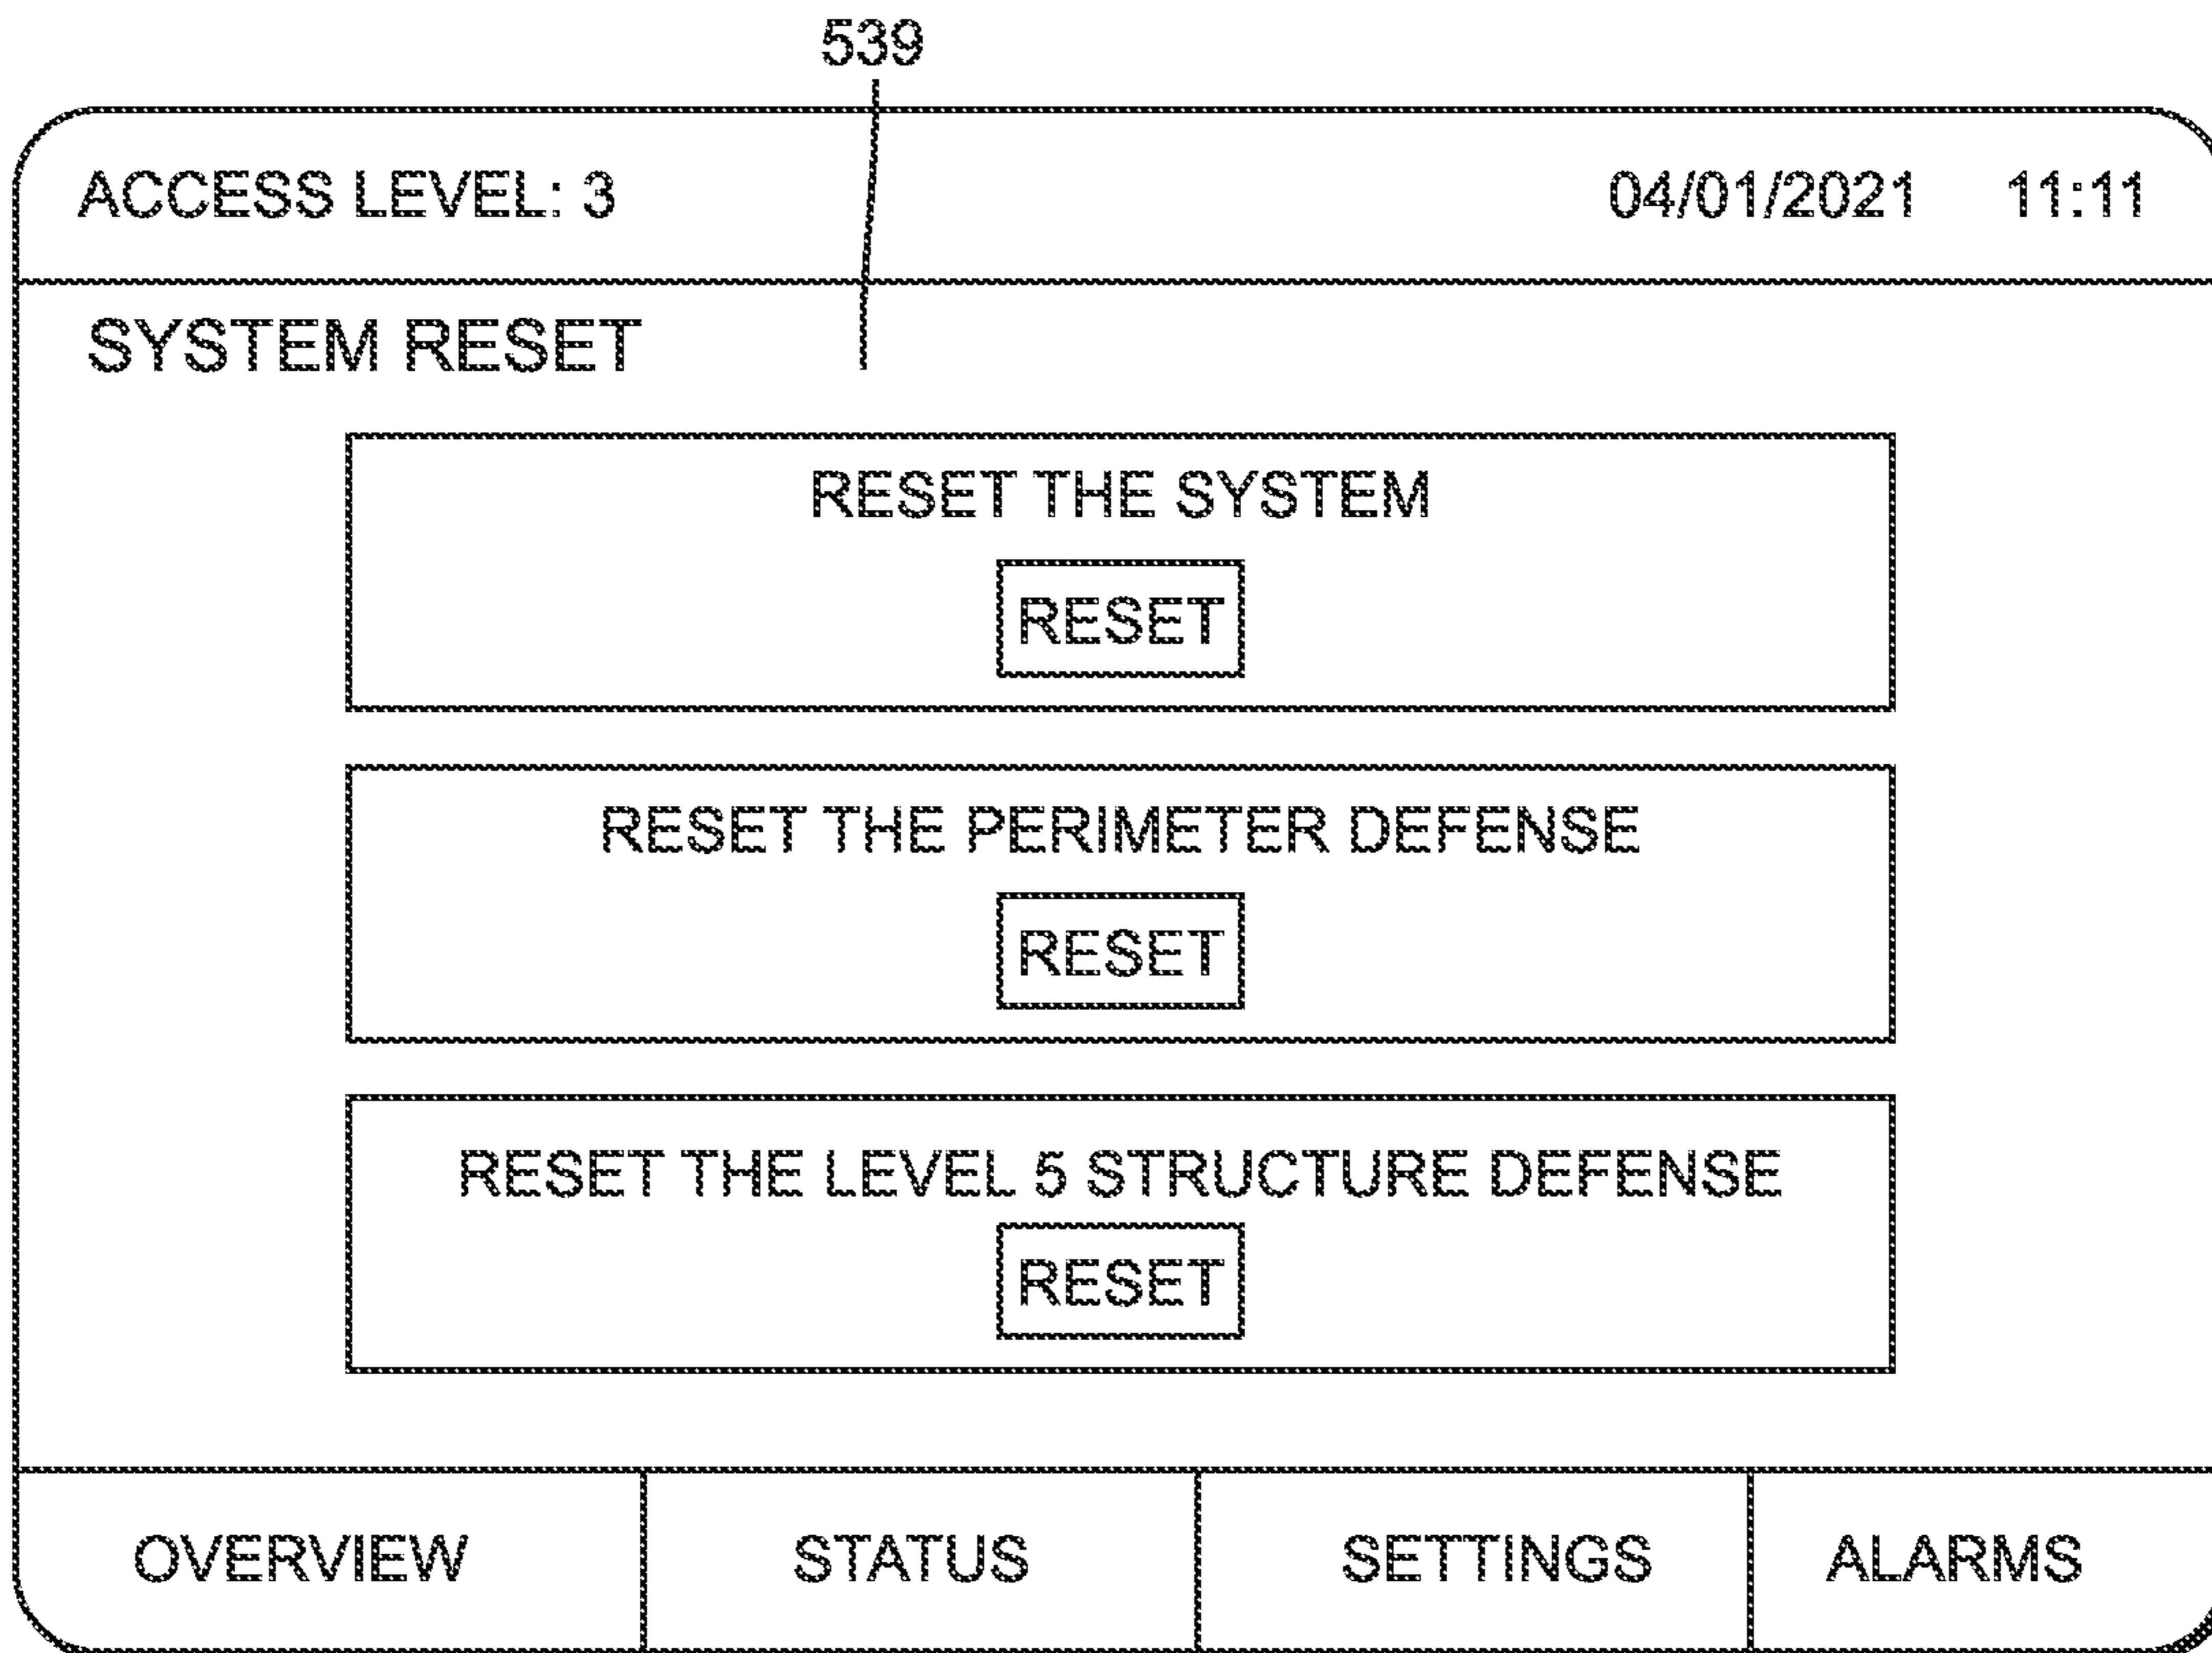 539
ACCESS LEVEL: 3 04/01/2021 11:11
SYSTEM RESET
RESET THE SYSTEM
RESET
RESET THE PERIMETER DEFENSE
RESET
RESET THE LEVEL 5 STRUCTURE DEFENSE
RESET
OVERVIEW STATUS SETTINGS ALARMS